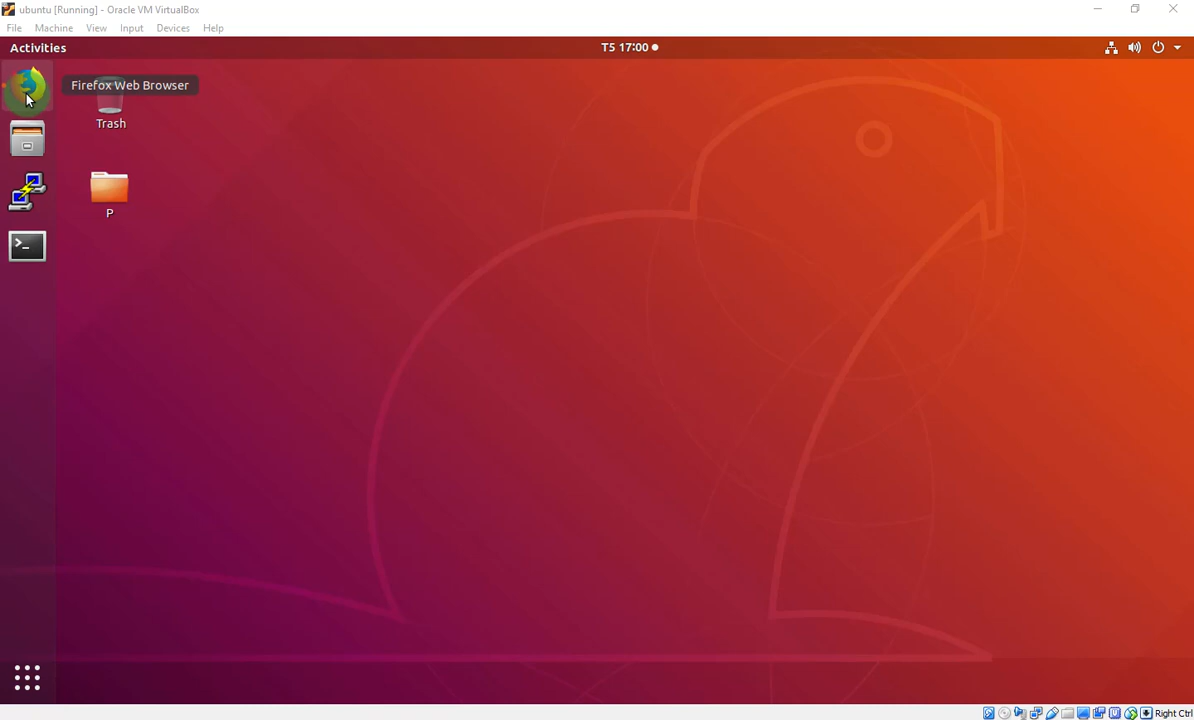 ubuntu [Running] - Oracle VM VirtualBox
File Machine View Input Devices Help
Activities
T5 17:00
Firefox Web Browser
Trash
P
Right Ctrl